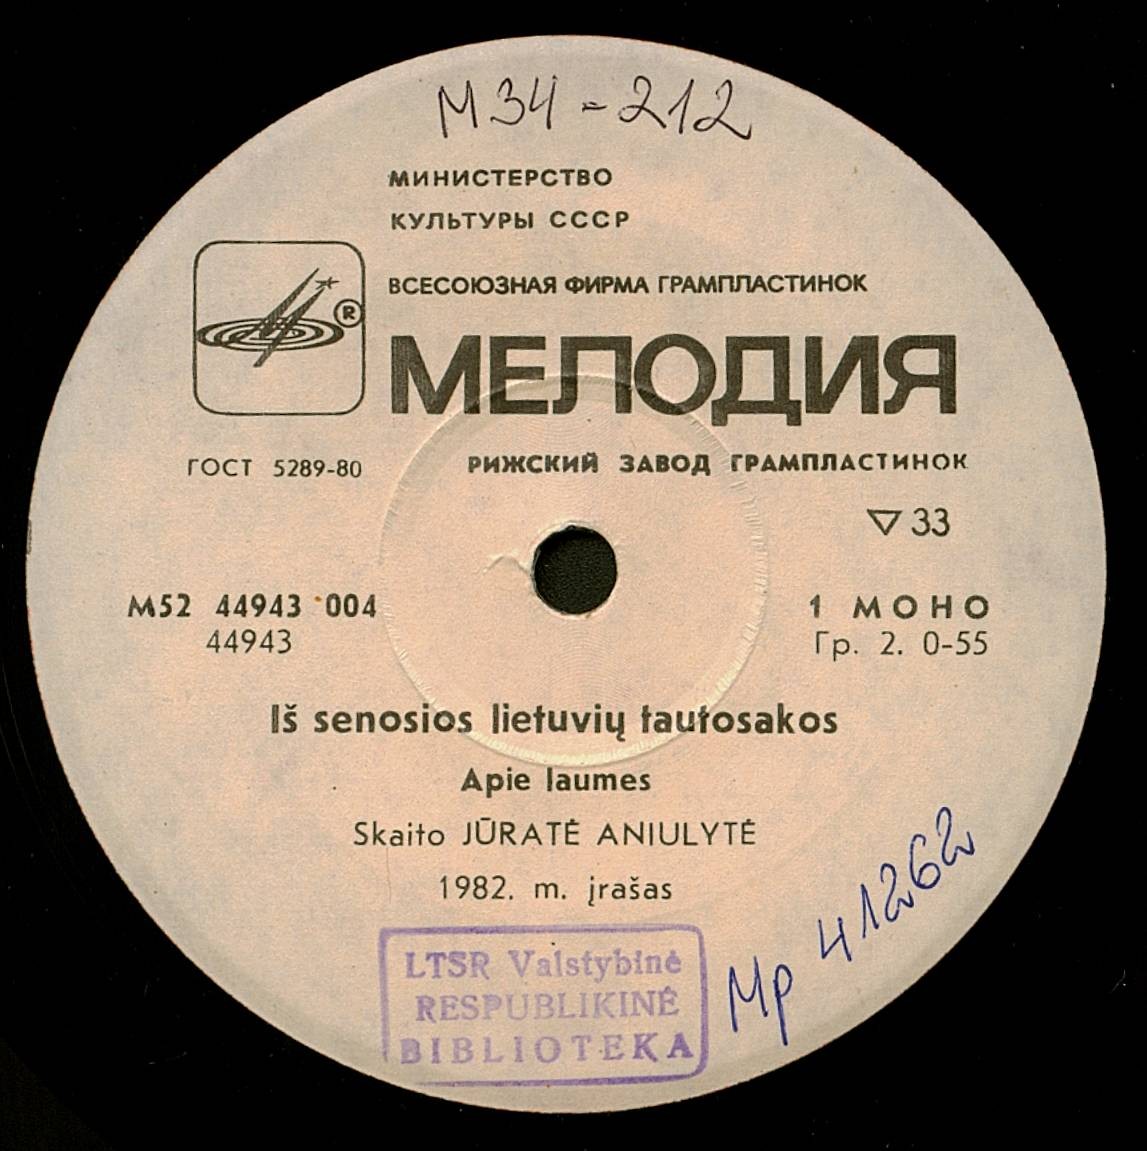 M34-212
МИНИСТЕРСТВО
КУЛЬТУРЫ СССР
ВСЕСОЮЗНАЯ ФИРМА ГРАМПЛАСТИНОК
®
МЕЛОДИЯ
ГОСТ 5289-80
РИЖСКИЙ ЗАВОД ГРАМПЛАСТИНОК
▽ 33
М52 44943 004
44943
1 МОНО
Гр. 2. 0-55
Iš senosios lietuvių tautosakos
Apie laumes
Skaito JŪRATĖ ANIULYTĖ
1982. m. įrašas
LTSR Valstybinė
RESPUBLIKINĖ
BIBLIOTEKA
Mp 41262